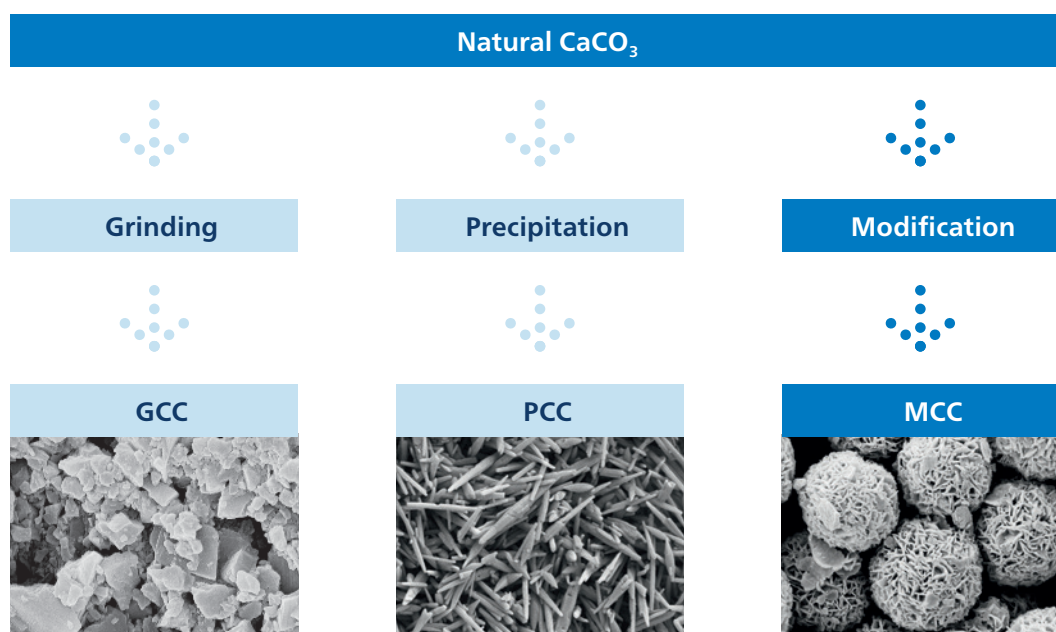 Natural CaCO₃
Grinding Precipitation Modification
GCC PCC MCC